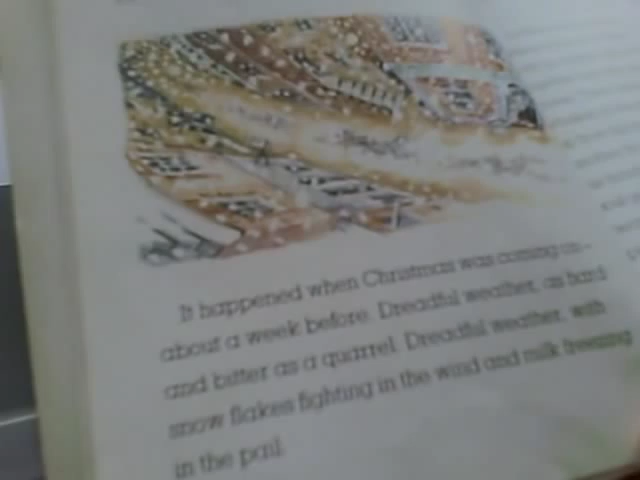 It happened when Christmas was coming on—
about a week before. Dreadful weather, as hard
and bitter as a quarrel. Dreadful weather, with
snow flakes fighting in the wind and milk freezing
in the pail.